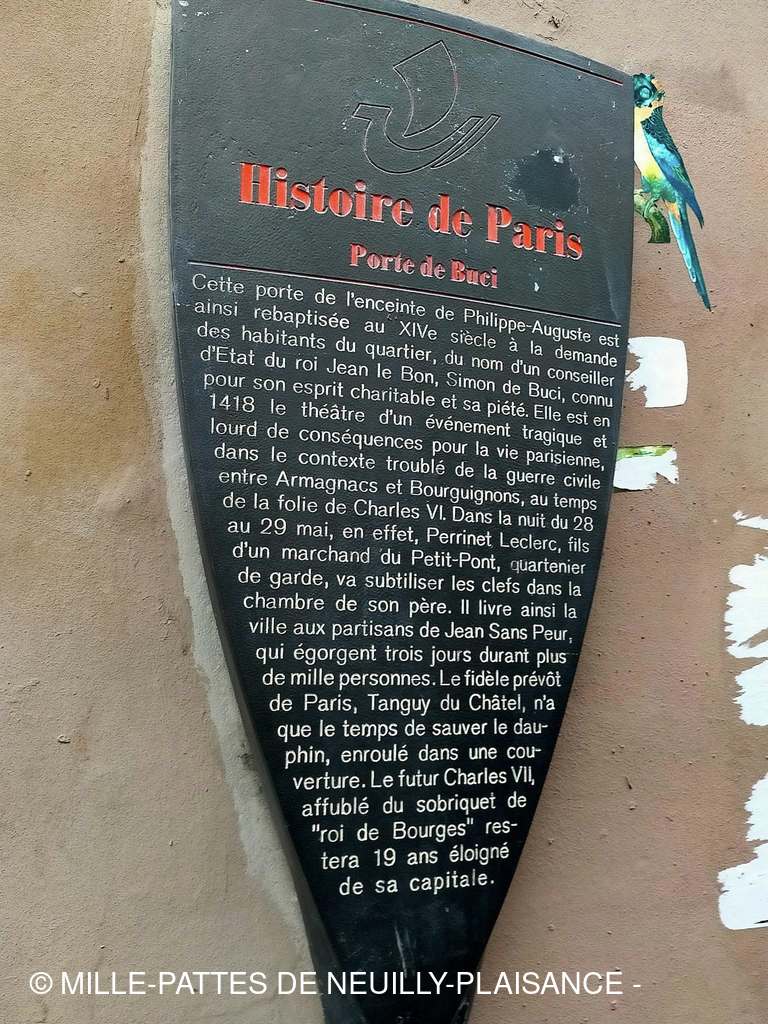 Histoire de Paris
Porte de Buci
Cette porte de l'enceinte de Philippe-Auguste est
ainsi rebaptisée au XIVe siècle à la demande
des habitants du quartier, du nom d'un conseiller
d'Etat du roi Jean le Bon, Simon de Buci, connu
pour son esprit charitable et sa piété. Elle est en
1418 le théâtre d'un événement tragique et
lourd de conséquences pour la vie parisienne,
dans le contexte troublé de la guerre civile
entre Armagnacs et Bourguignons, au temps
de la folie de Charles VI. Dans la nuit du 28
au 29 mai, en effet, Perrinet Leclerc, fils
d'un marchand du Petit-Pont, quartenier
de garde, va subtiliser les clefs dans la
chambre de son père. Il livre ainsi la
ville aux partisans de Jean Sans Peur,
qui égorgent trois jours durant plus
de mille personnes. Le fidèle prévôt
de Paris, Tanguy du Châtel, n'a
que le temps de sauver le dau-
phin, enroulé dans une cou-
verture. Le futur Charles VII,
affublé du sobriquet de
"roi de Bourges" res-
tera 19 ans éloigné
de sa capitale.
© MILLE-PATTES DE NEUILLY-PLAISANCE -